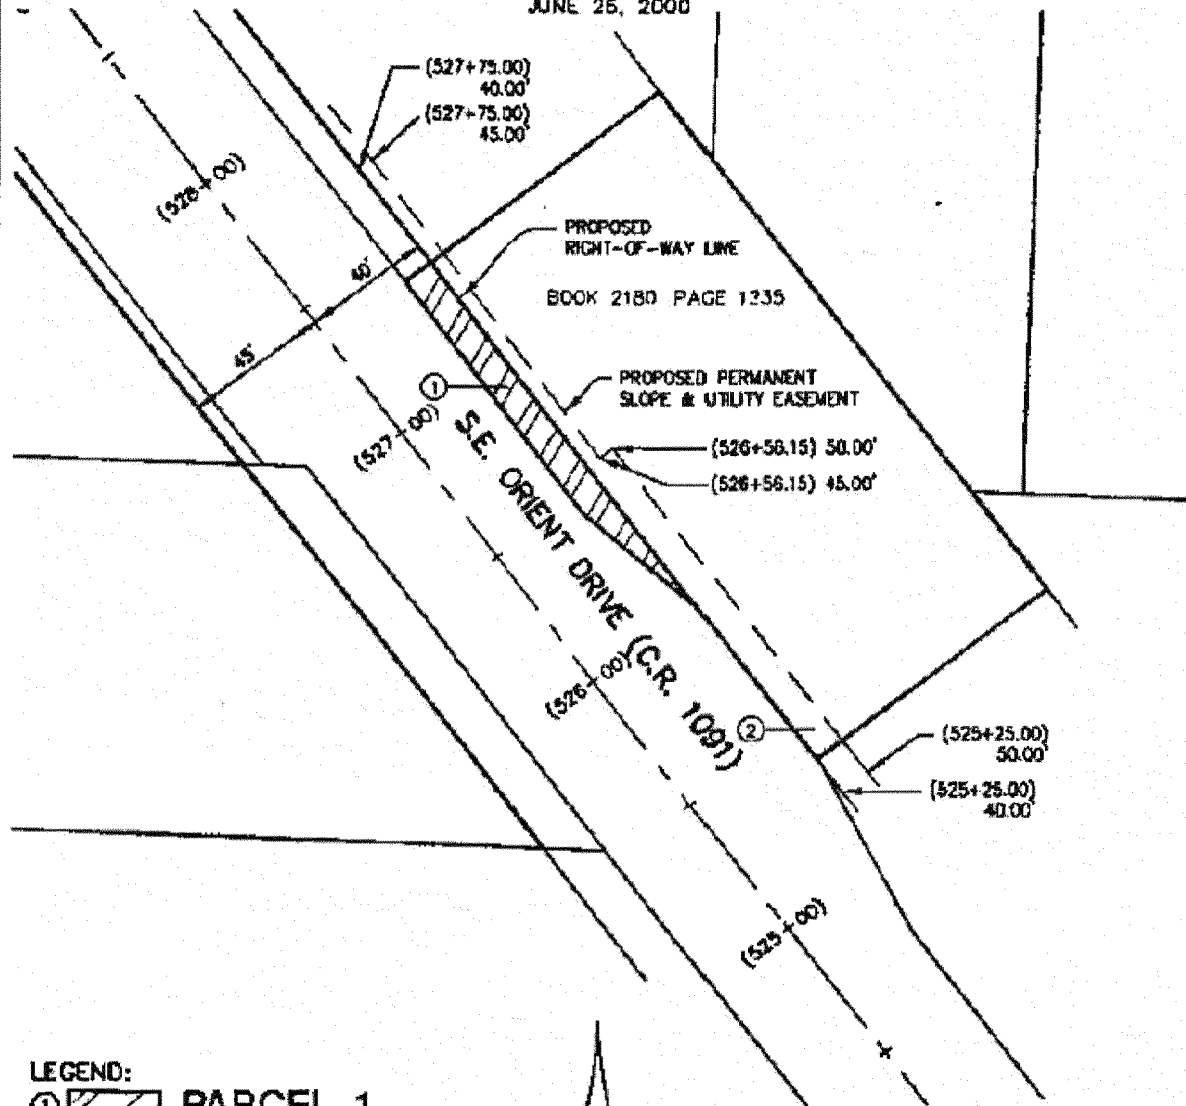 JUNE 26, 2000
(527+75.00)
40.00'
(527+75.00)
45.00'
(528+00)
PROPOSED
RIGHT-OF-WAY LINE
40'
BOOK 2180 PAGE 1335
45'
PROPOSED PERMANENT
SLOPE & UTILITY EASEMENT
1
(527+00)
(526+56.15) 50.00'
(526+56.15) 45.00'
S.E. ORIENT DRIVE (C.R. 1091)
(526+00)
2
(525+25.00)
50.00'
(525+25.00)
40.00'
(525+00)
LEGEND:
1 PARCEL 1